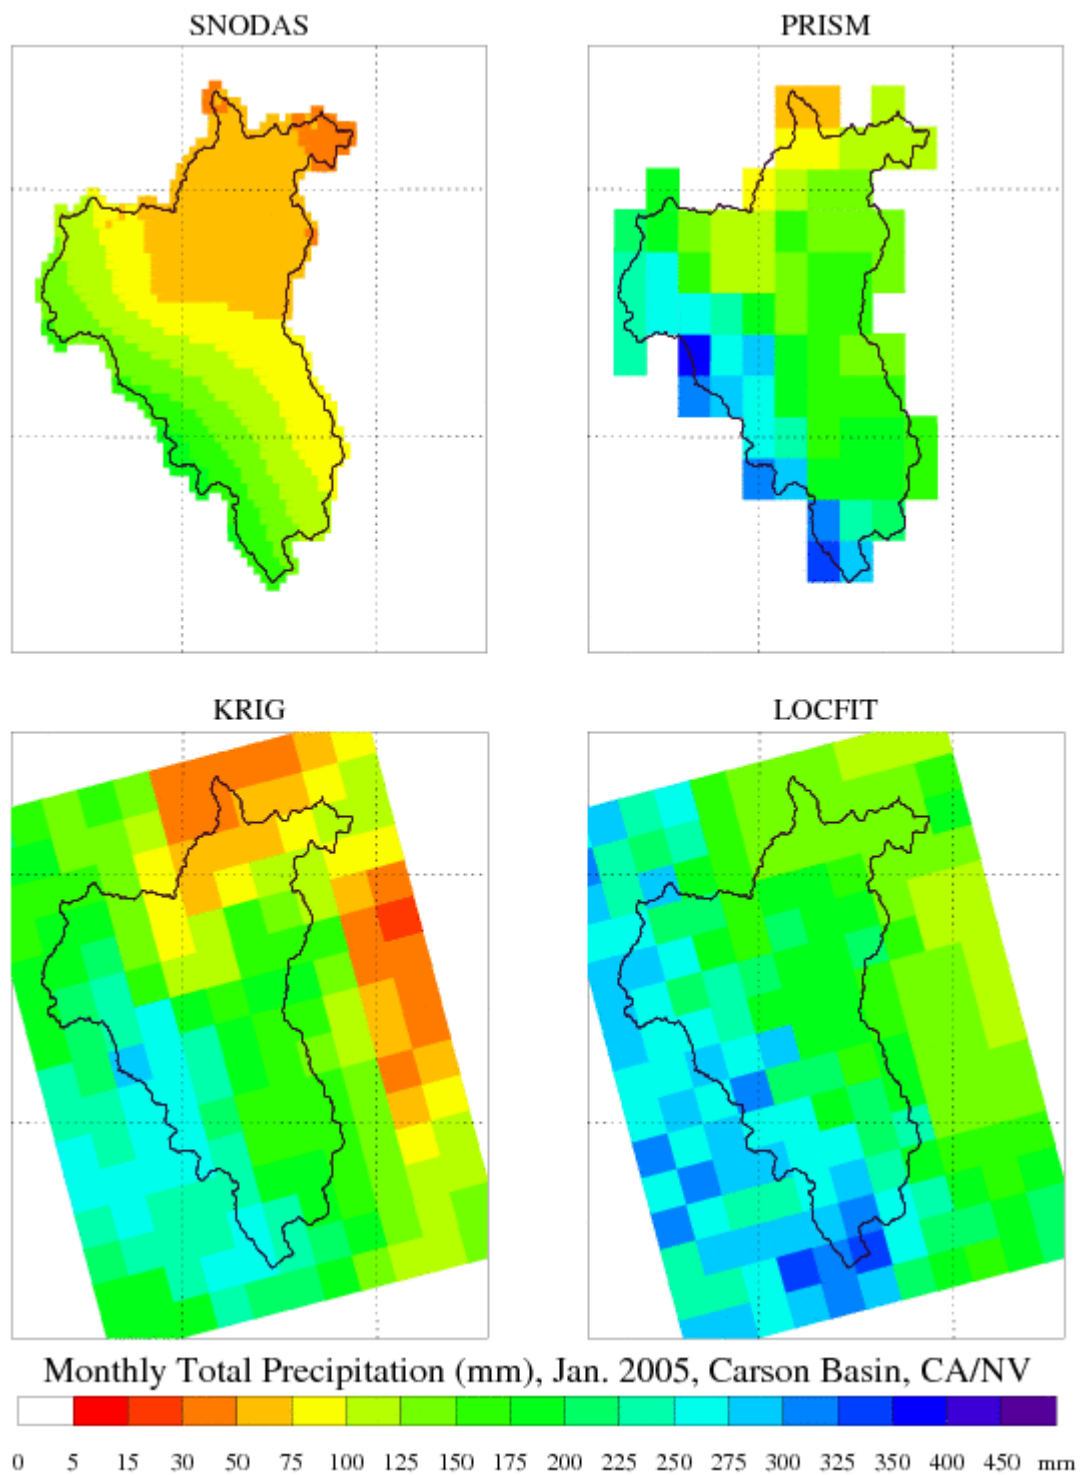 SNODAS PRISM
KRIG LOCFIT
Monthly Total Precipitation (mm), Jan. 2005, Carson Basin, CA/NV
0 5 15 30 50 75 100 125 150 175 200 225 250 275 300 325 350 400 450 mm